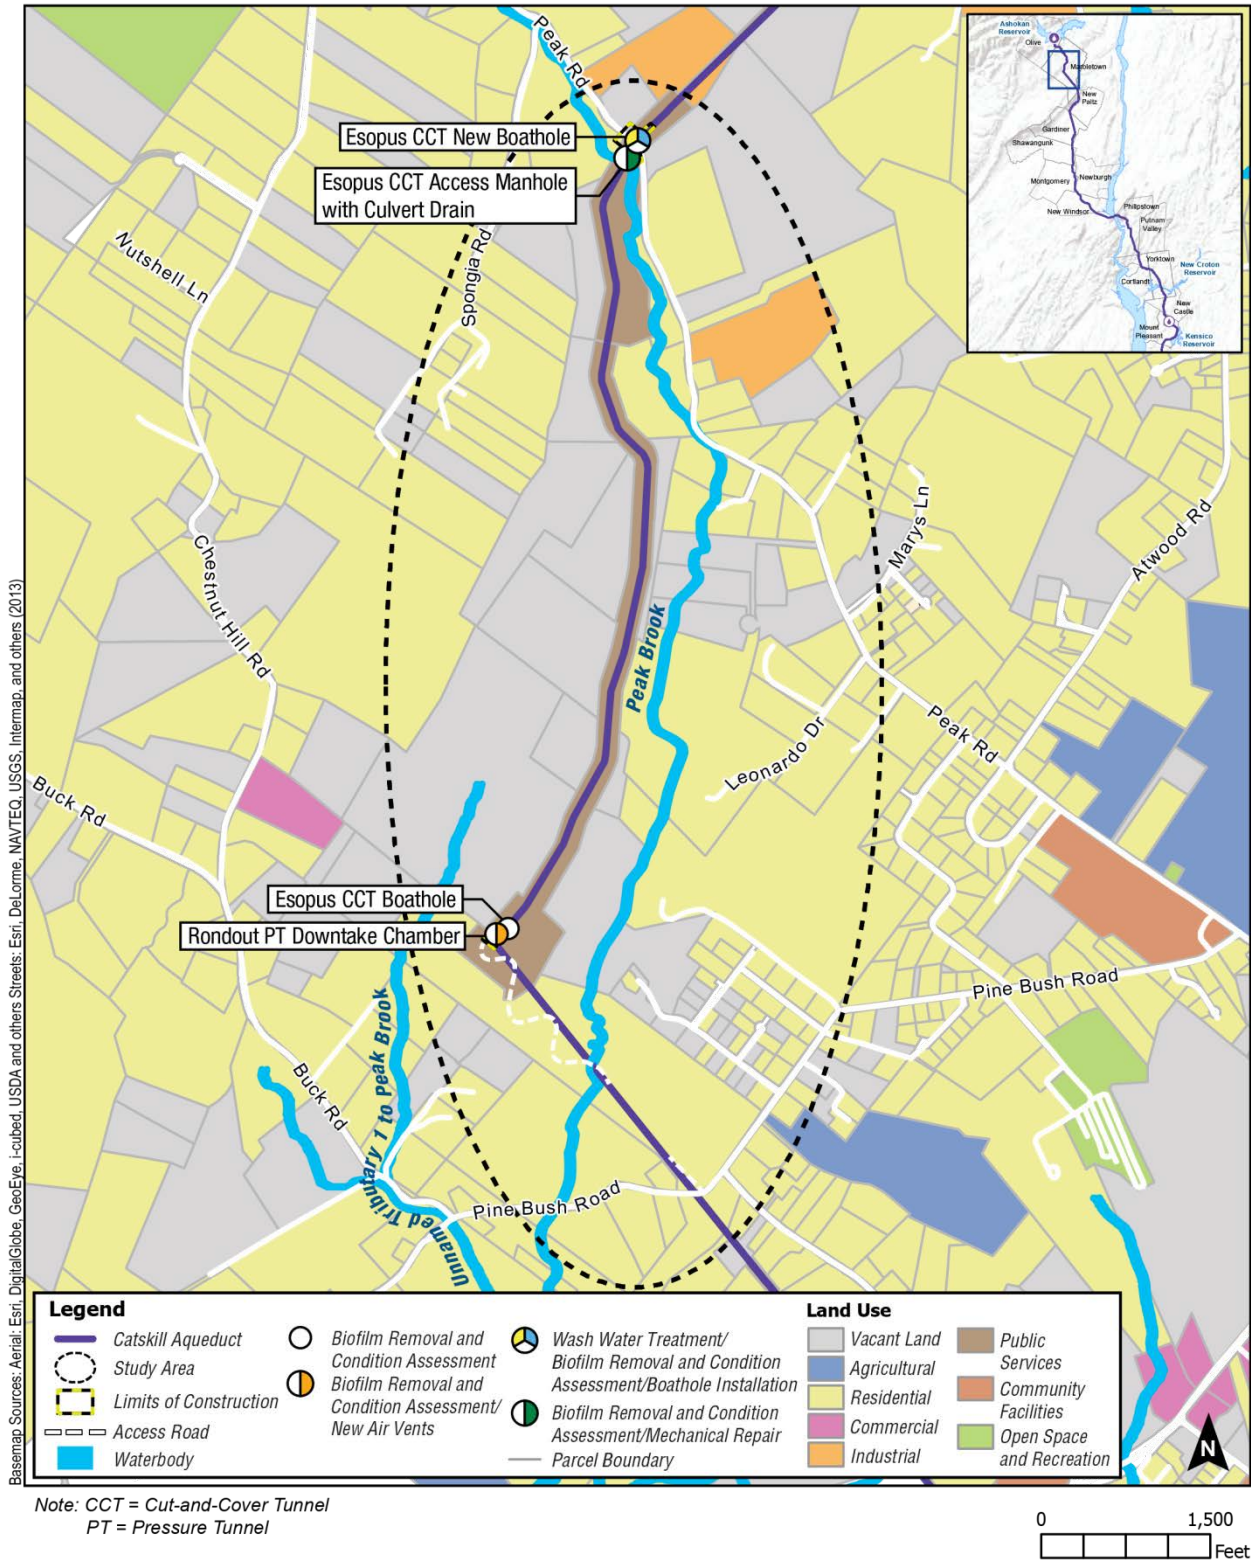 Peak Rd
Esopus CCT New Boathole
Esopus CCT Access Manhole
with Culvert Drain
Nutshell Ln
Spongia Rd
Ashokan
Reservoir
Olive
Marbletown
New
Paltz
Gardiner
Shawangunk
Montgomery
Newburgh
New Windsor
Philipstown
Putnam
Valley
Yorktown
New Croton
Reservoir
Cortlandt
New
Castle
Mount
Pleasant
Kensico
Reservoir
Chestnut Hill Rd
Marys Ln
Atwood Rd
Peak Brook
Leonardo Dr
Peak Rd
Buck Rd
Esopus CCT Boathole
Rondout PT Downtake Chamber
Pine Bush Road
Buck Rd
Unnamed Tributary 1 to Peak Brook
Pine Bush Road
Basemap Sources: Aerial: Esri, DigitalGlobe, GeoEye, i-cubed, USDA and others Streets: Esri, DeLorme, NAVTEQ, USGS, Intermap, and others (2013)
Legend
Catskill Aqueduct
Study Area
Limits of Construction
Access Road
Waterbody
Biofilm Removal and
Condition Assessment
Biofilm Removal and
Condition Assessment/
New Air Vents
Wash Water Treatment/
Biofilm Removal and Condition
Assessment/Boathole Installation
Biofilm Removal and Condition
Assessment/Mechanical Repair
Parcel Boundary
Land Use
Vacant Land
Agricultural
Residential
Commercial
Industrial
Public
Services
Community
Facilities
Open Space
and Recreation
N
Note: CCT = Cut-and-Cover Tunnel
PT = Pressure Tunnel
0 1,500
Feet